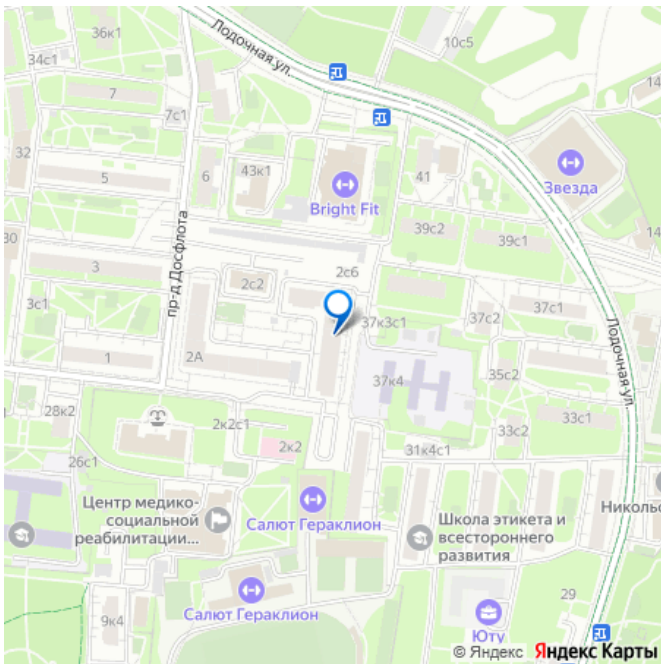 36к1
34с1
Лодочная ул.
10с5
14
7
7с1
32
5
6
43к1
Bright Fit
41
Звезда
39с2
39с1
14
30
пр-д Досфлота
3
2с2
2с6
3с1
37к3с1
37с2
37с1
Лодочная ул.
1
2А
37к4
35с2
28к2
2к2с1
33с2
33с1
26с1
2к2
31к4с1
Центр медико-
социальной
реабилитации...
Салют Гераклион
Школа этикета и
всестороннего
развития
Никольс
Салют Гераклион
9к4
29
Юту
© Яндекс Яндекс Карты